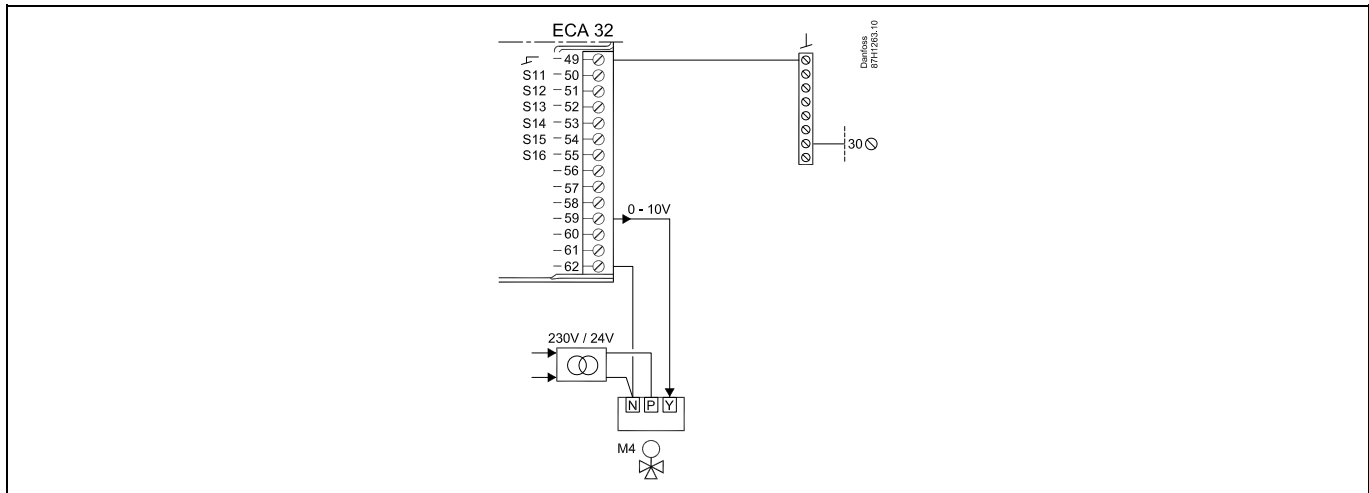 ECA 32
49
S11 50
S12 51
S13 52
S14 53
S15 54
S16 55
56
57
58
59
60
61
62
0 - 10V
30
Danfoss
87H1263.10
230V / 24V
N P Y
M4